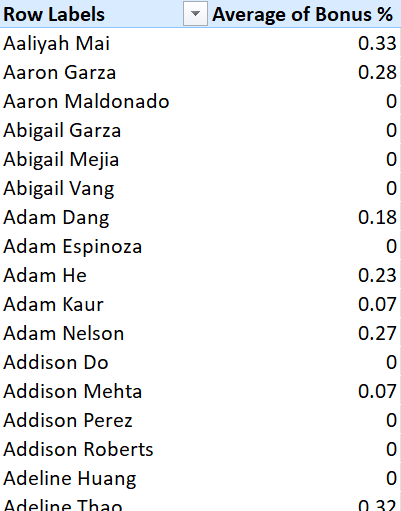 Row Labels Average of Bonus %
Aaliyah Mai 0.33
Aaron Garza 0.28
Aaron Maldonado 0
Abigail Garza 0
Abigail Mejia 0
Abigail Vang 0
Adam Dang 0.18
Adam Espinoza 0
Adam He 0.23
Adam Kaur 0.07
Adam Nelson 0.27
Addison Do 0
Addison Mehta 0.07
Addison Perez 0
Addison Roberts 0
Adeline Huang 0
Adeline Thao 0.32